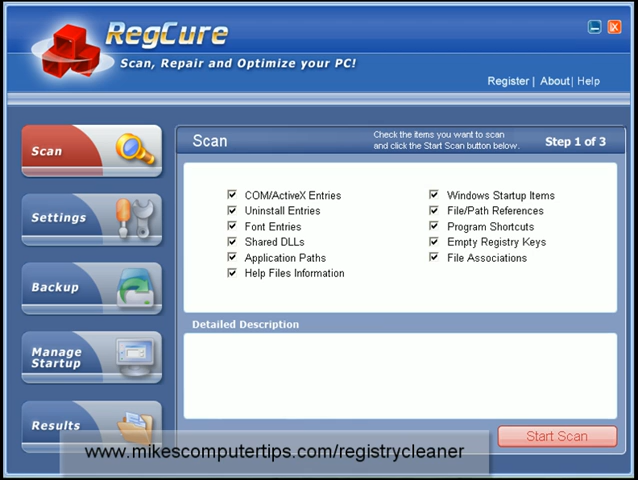 RegCure
Scan, Repair and Optimize your PC!
Register | About | Help
Scan
Settings
Backup
Manage
Startup
Results
Scan
Check the items you want to scan
and click the Start Scan button below.
Step 1 of 3
COM/ActiveX Entries
Uninstall Entries
Font Entries
Shared DLLs
Application Paths
Help Files Information
Windows Startup Items
File/Path References
Program Shortcuts
Empty Registry Keys
File Associations
Detailed Description
Start Scan
www.mikescomputertips.com/registrycleaner